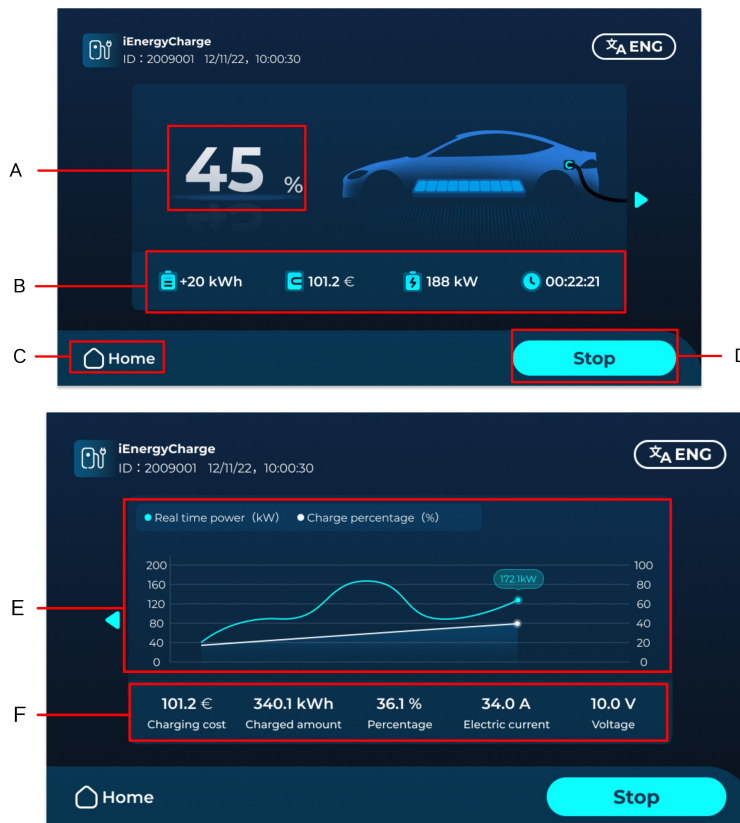 iEnergyCharge
ID：2009001 12/11/22，10:00:30
文A ENG
A
45 %
B
+20 kWh 101.2 € 188 kW 00:22:21
C
Home
Stop
D
iEnergyCharge
ID：2009001 12/11/22，10:00:30
文A ENG
Real time power（kW） Charge percentage（%）
200 100
160 172.1kW 80
E
120 60
80 40
40 20
0 0
F
101.2 € 340.1 kWh 36.1 % 34.0 A 10.0 V
Charging cost Charged amount Percentage Electric current Voltage
Home
Stop